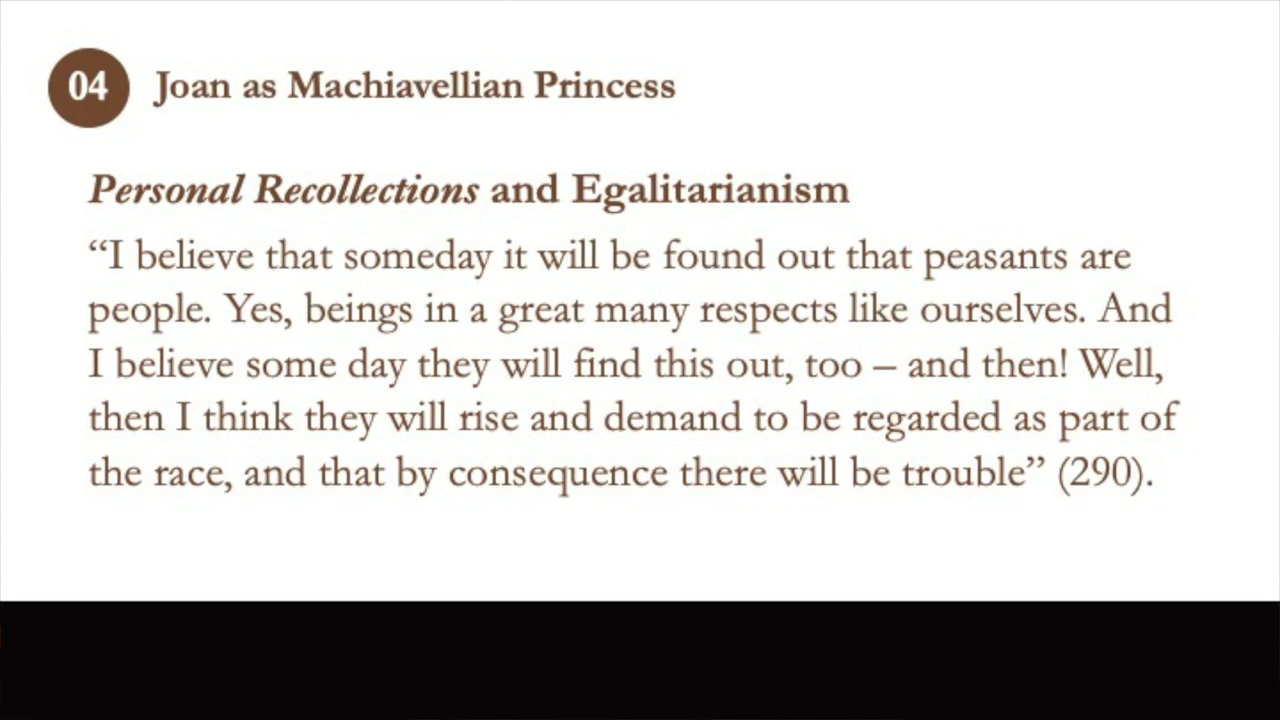 04 Joan as Machiavellian Princess
Personal Recollections and Egalitarianism
“I believe that someday it will be found out that peasants are
people. Yes, beings in a great many respects like ourselves. And
I believe some day they will find this out, too – and then! Well,
then I think they will rise and demand to be regarded as part of
the race, and that by consequence there will be trouble” (290).